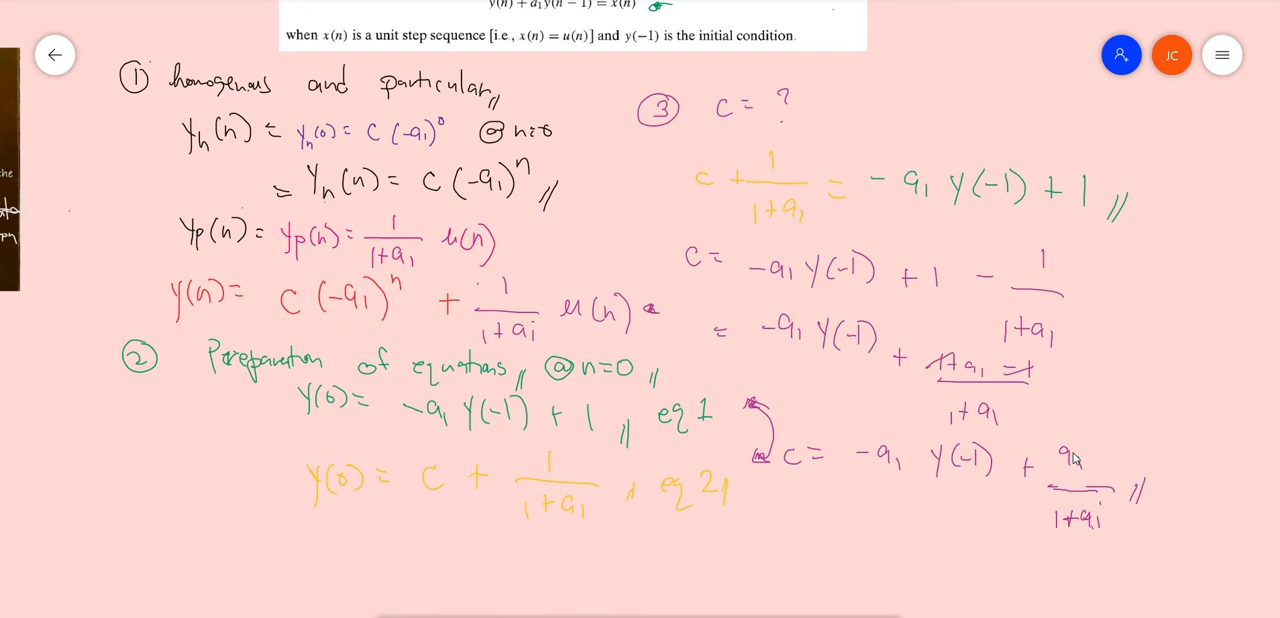 y(n) + a₁y(n − 1) = x(n)
when x(n) is a unit step sequence [i.e, x(n) = u(n)] and y(−1) is the initial condition.
JC
① homogenous and particular //
yh(n) = yh(0) = C (-a₁)⁰ @ n=0
= Yh(n) = C (-a₁)ⁿ //
yp(n) = yp(n) = 1/(1+a₁) u(n)
y(n) = C (-a₁)ⁿ + 1/(1+a₁) u(n)
② Preparation of equations // @ n=0 //
y(0) = -a₁ y(-1) + 1 // eq 1
y(0) = C + 1/(1+a₁) , eq 2 //
③ C = ?
C + 1/(1+a₁) = - a₁ y(-1) + 1 //
C = -a₁ y(-1) + 1 - 1/(1+a₁)
= -a₁ y(-1) + (1+a₁-1)/(1+a₁)
C = -a₁ y(-1) + a₁/(1+a₁) //
the